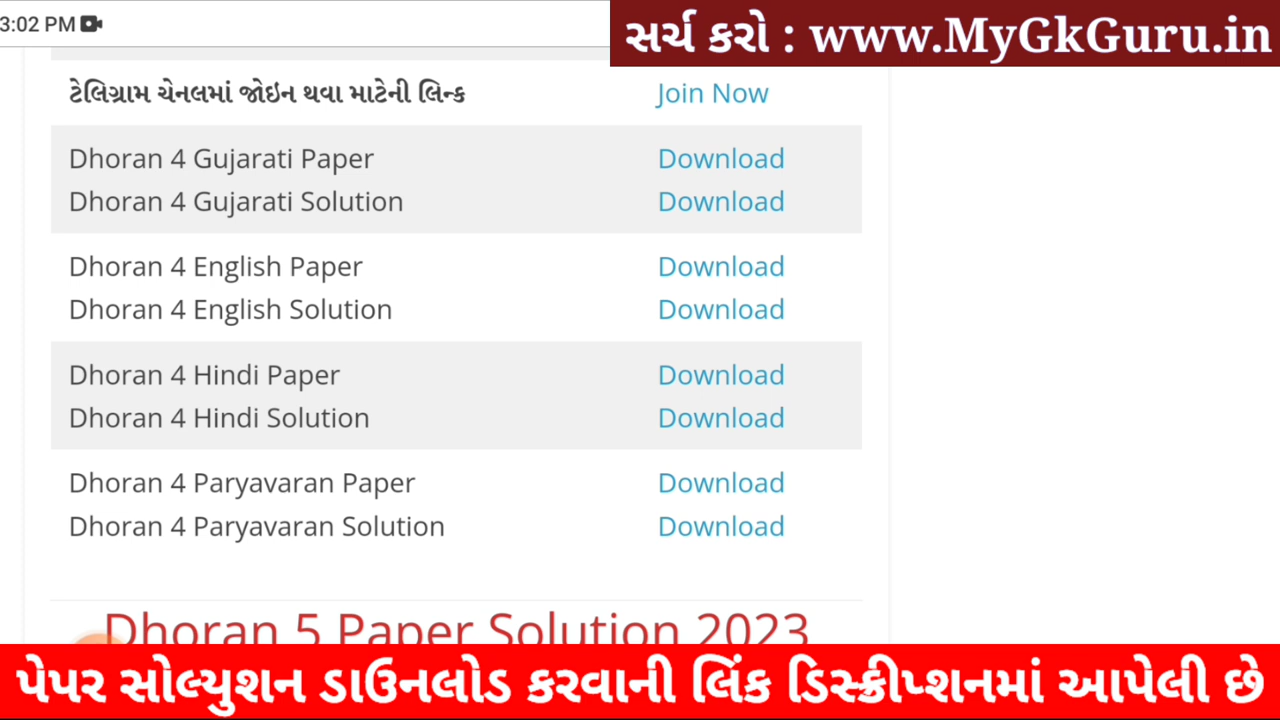 3:02 PM
સર્ચ કરો : www.MyGkGuru.in
ટેલિગ્રામ ચેનલમાં જોઇન થવા માટેની લિન્ક Join Now
Dhoran 4 Gujarati Paper Download
Dhoran 4 Gujarati Solution Download
Dhoran 4 English Paper Download
Dhoran 4 English Solution Download
Dhoran 4 Hindi Paper Download
Dhoran 4 Hindi Solution Download
Dhoran 4 Paryavaran Paper Download
Dhoran 4 Paryavaran Solution Download
Dhoran 5 Paper Solution 2023
પેપર સોલ્યુશન ડાઉનલોડ કરવાની લિંક ડિસ્ક્રીપ્શનમાં આપેલી છે